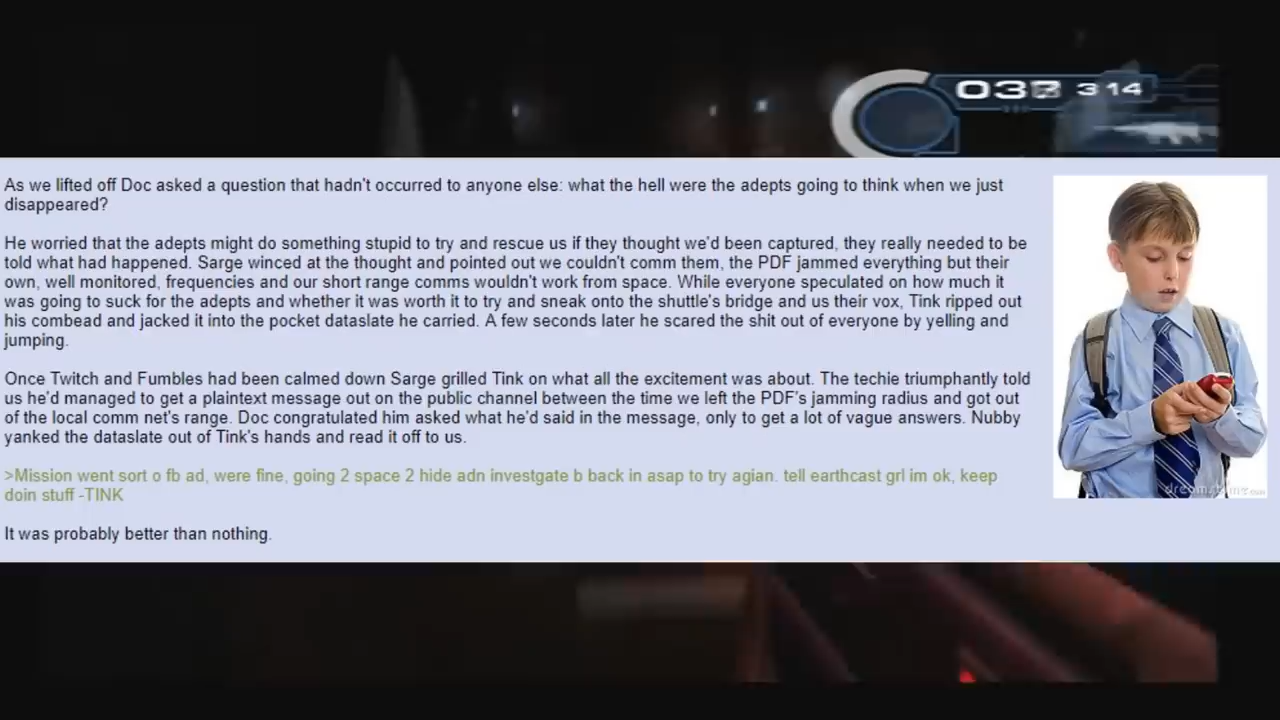 314
As we lifted off Doc asked a question that hadn't occurred to anyone else: what the hell were the adepts going to think when we just
disappeared?
He worried that the adepts might do something stupid to try and rescue us if they thought we'd been captured, they really needed to be
told what had happened. Sarge winced at the thought and pointed out we couldn't comm them, the PDF jammed everything but their
own, well monitored, frequencies and our short range comms wouldn't work from space. While everyone speculated on how much it
was going to suck for the adepts and whether it was worth it to try and sneak onto the shuttle's bridge and us their vox, Tink ripped out
his combead and jacked it into the pocket dataslate he carried. A few seconds later he scared the shit out of everyone by yelling and
jumping.
Once Twitch and Fumbles had been calmed down Sarge grilled Tink on what all the excitement was about. The techie triumphantly told
us he'd managed to get a plaintext message out on the public channel between the time we left the PDF's jamming radius and got out
of the local comm net's range. Doc congratulated him asked what he'd said in the message, only to get a lot of vague answers. Nubby
yanked the dataslate out of Tink's hands and read it off to us.
>Mission went sort o fb ad, were fine, going 2 space 2 hide adn investgate b back in asap to try agian. tell earthcast grl im ok, keep
doin stuff -TINK
It was probably better than nothing.